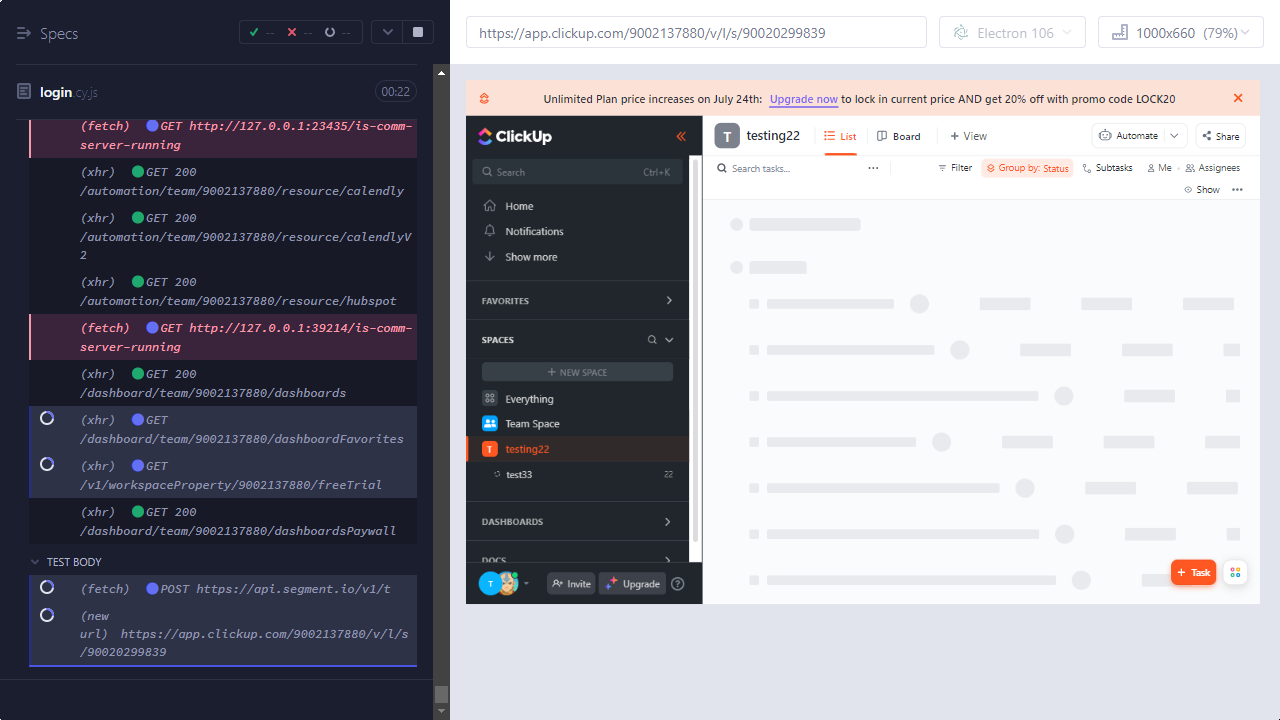 Specs
--
--
--
login.cy.js
00:22
(fetch) GET http://127.0.0.1:23435/is-comm-
server-running
(xhr) GET 200
/automation/team/9002137880/resource/calendly
(xhr) GET 200
/automation/team/9002137880/resource/calendlyV
2
(xhr) GET 200
/automation/team/9002137880/resource/hubspot
(fetch) GET http://127.0.0.1:39214/is-comm-
server-running
(xhr) GET 200
/dashboard/team/9002137880/dashboards
(xhr) GET
/dashboard/team/9002137880/dashboardFavorites
(xhr) GET
/v1/workspaceProperty/9002137880/freeTrial
(xhr) GET 200
/dashboard/team/9002137880/dashboardsPaywall
TEST BODY
(fetch) POST https://api.segment.io/v1/t
(new
url) https://app.clickup.com/9002137880/v/l/s
/90020299839
https://app.clickup.com/9002137880/v/l/s/90020299839
Electron 106
1000x660 (79%)
Unlimited Plan price increases on July 24th: Upgrade now to lock in current price AND get 20% off with promo code LOCK20
ClickUp
Search Ctrl+K
Home
Notifications
Show more
FAVORITES
SPACES
+ NEW SPACE
Everything
Team Space
T testing22
test33 22
DASHBOARDS
DOCS
T
Invite
Upgrade
?
T testing22
List
Board
+ View
Automate
Share
Search tasks...
Filter
Group by: Status
Subtasks
Me
Assignees
Show
+ Task